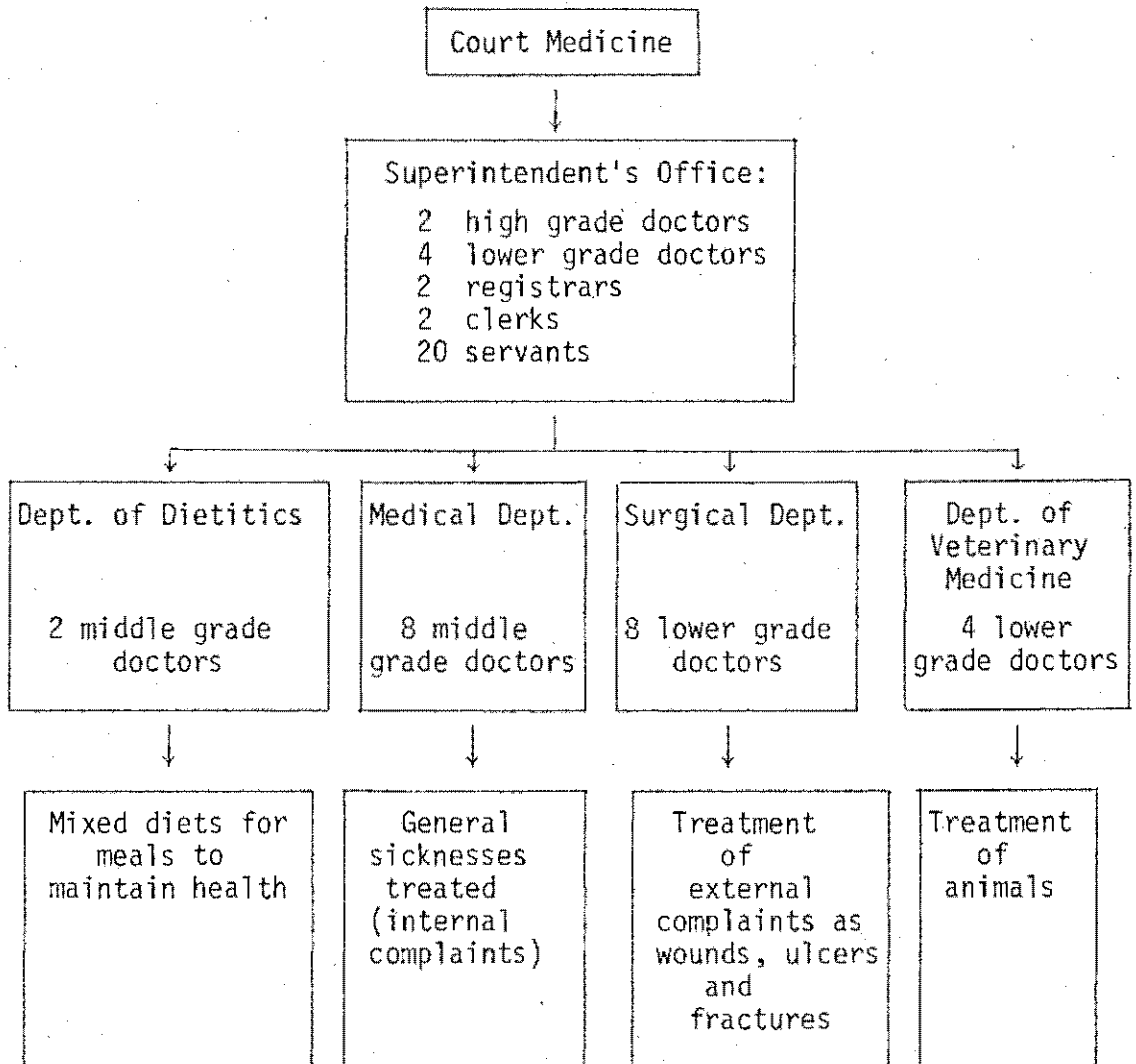 Court Medicine
Superintendent's Office:
2 high grade doctors
4 lower grade doctors
2 registrars
2 clerks
20 servants
Dept. of Dietitics
2 middle grade
doctors
Medical Dept.
8 middle
grade doctors
Surgical Dept.
8 lower grade
doctors
Dept. of
Veterinary
Medicine
4 lower
grade doctors
Mixed diets for
meals to
maintain health
General
sicknesses
treated
(internal
complaints)
Treatment
of
external
complaints as
wounds, ulcers
and
fractures
Treatment
of
animals